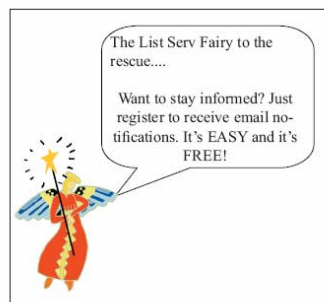 The List Serv Fairy to the
rescue....
Want to stay informed? Just
register to receive email no-
tifications. It's EASY and it's
FREE!